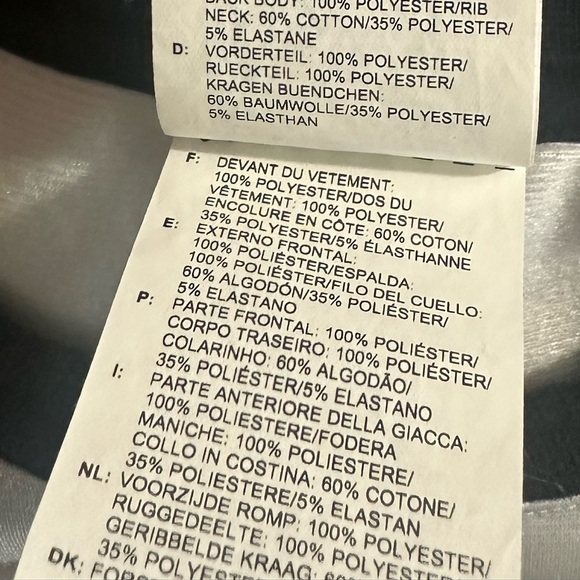 BACK BODY: 100% POLYESTER/RIB
NECK: 60% COTTON/35% POLYESTER/
5% ELASTANE
D: VORDERTEIL: 100% POLYESTER/
RUECKTEIL: 100% POLYESTER/
KRAGEN BUENDCHEN:
60% BAUMWOLLE/35% POLYESTER/
5% ELASTHAN
F: DEVANT DU VETEMENT:
100% POLYESTER/DOS DU
VÊTEMENT: 100% POLYESTER/
ENCOLURE EN CÔTE: 60% COTON/
35% POLYESTER/5% ÉLASTHANNE
E: EXTERNO FRONTAL:
100% POLIÉSTER/ESPALDA:
100% POLIÉSTER/FILO DEL CUELLO:
60% ALGODÓN/35% POLIÉSTER/
5% ELASTANO
P: PARTE FRONTAL: 100% POLIÉSTER/
CORPO TRASEIRO: 100% POLIÉSTER/
COLARINHO: 60% ALGODÃO/
35% POLIÉSTER/5% ELASTANO
I: PARTE ANTERIORE DELLA GIACCA:
100% POLIESTERE/FODERA
MANICHE: 100% POLIESTERE/
COLLO IN COSTINA: 60% COTONE/
35% POLIESTERE/5% ELASTAN
NL: VOORZIJDE ROMP: 100% POLYESTER/
RUGGEDEELTE: 100% POLYESTER/
GERIBBELDE KRAAG:
35% POLYESTER
DK: